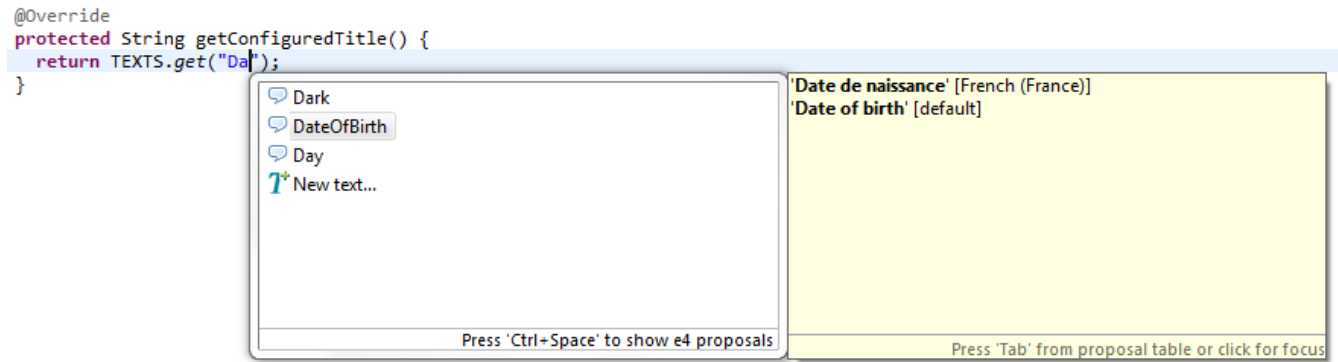 @Override
protected String getConfiguredTitle() {
return TEXTS.get("Da");
}
Dark
DateOfBirth
Day
New text...
Press 'Ctrl+Space' to show e4 proposals
'Date de naissance' [French (France)]
'Date of birth' [default]
Press 'Tab' from proposal table or click for focus